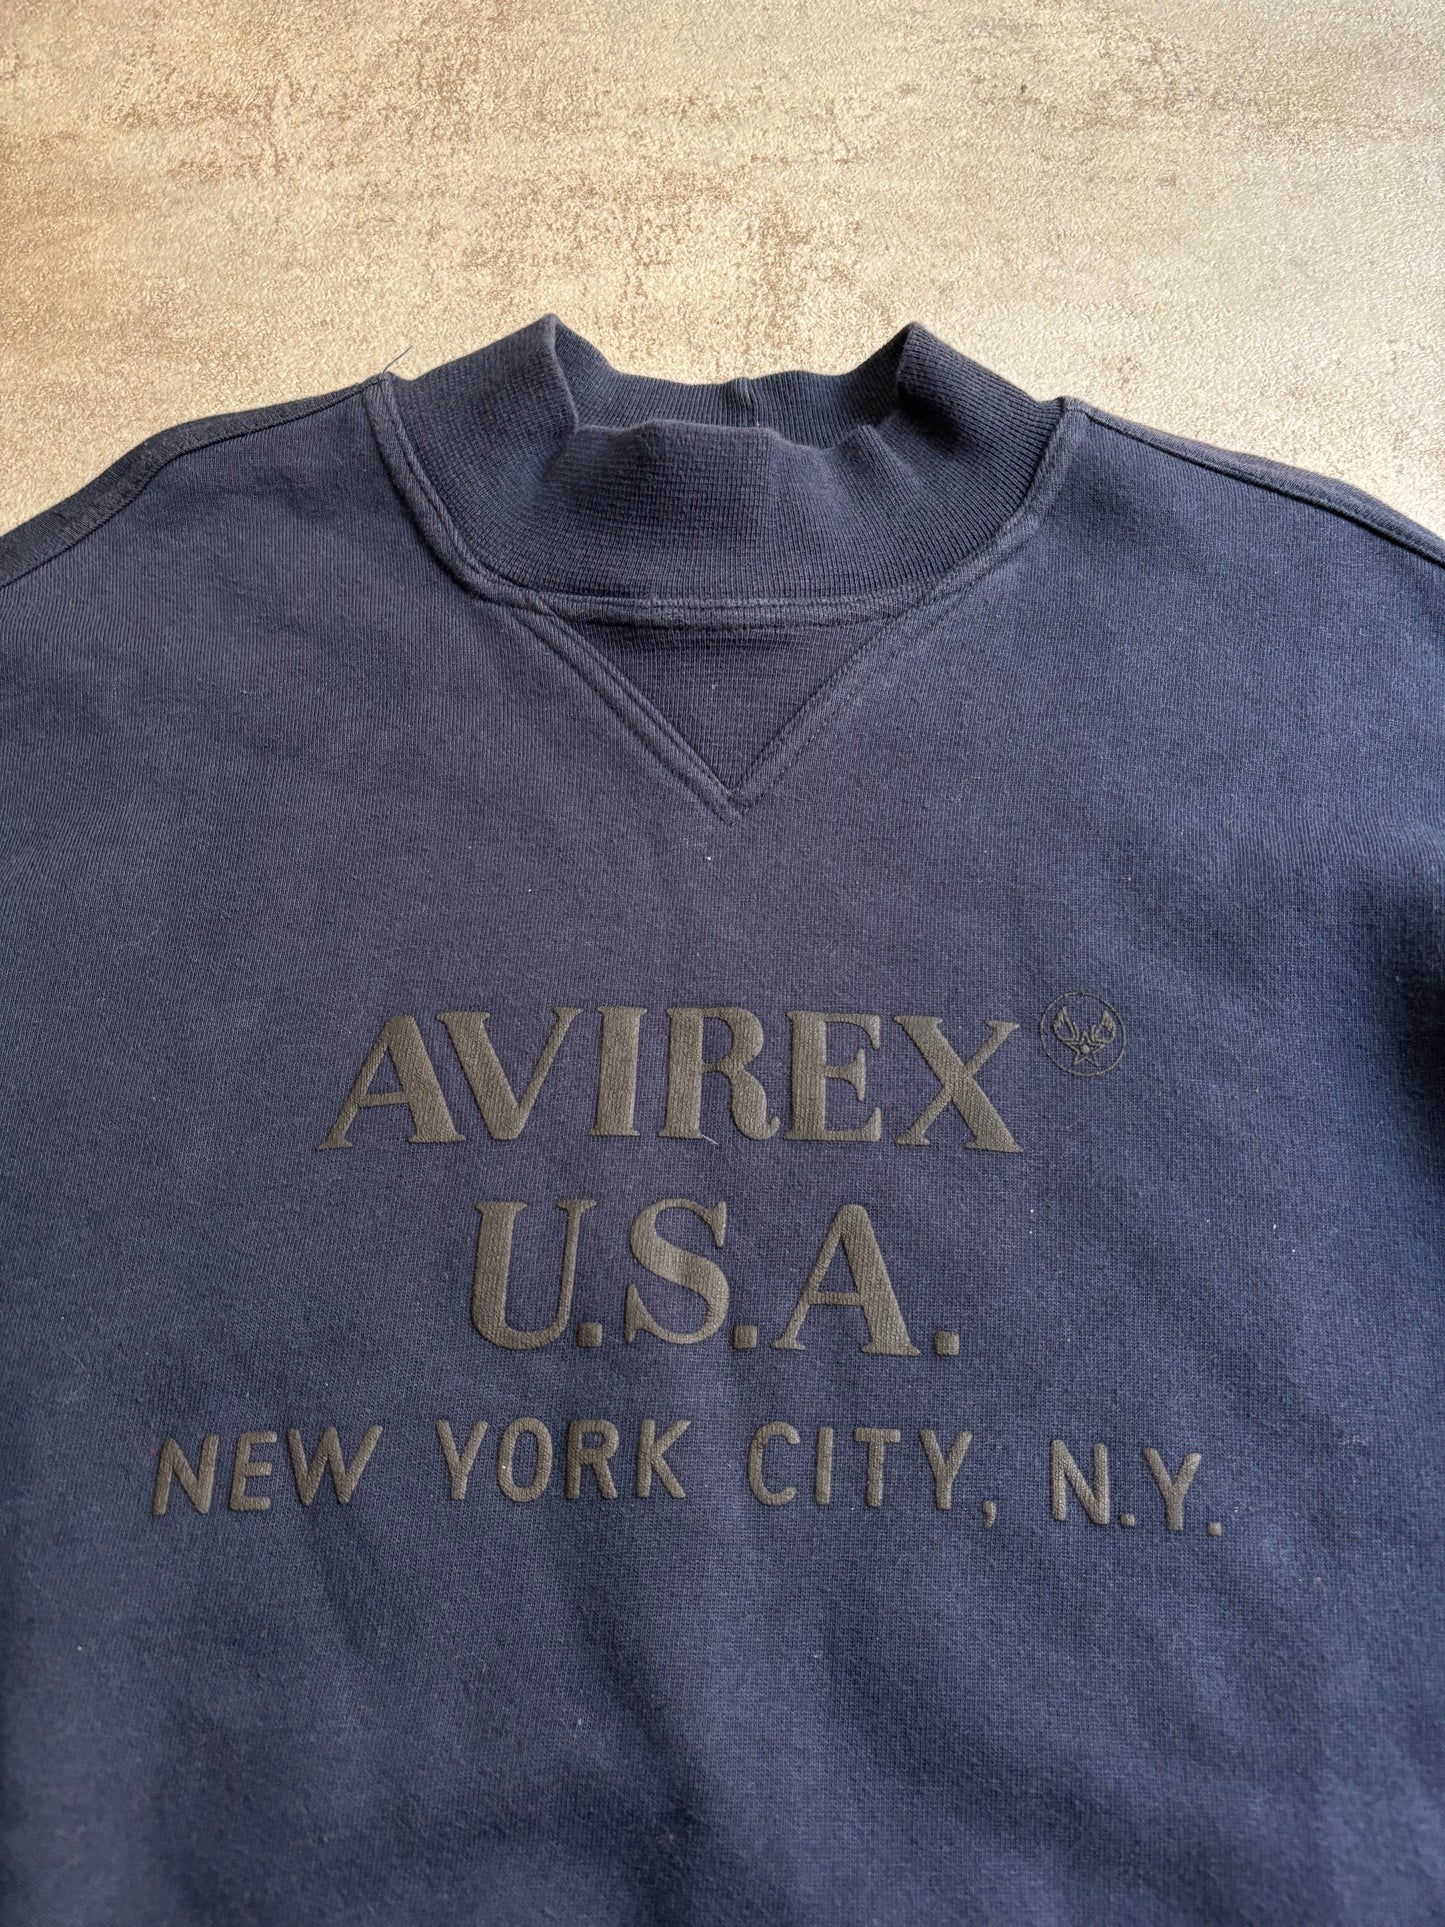 AVIREX
U.S.A.
NEW YORK CITY, N.Y.